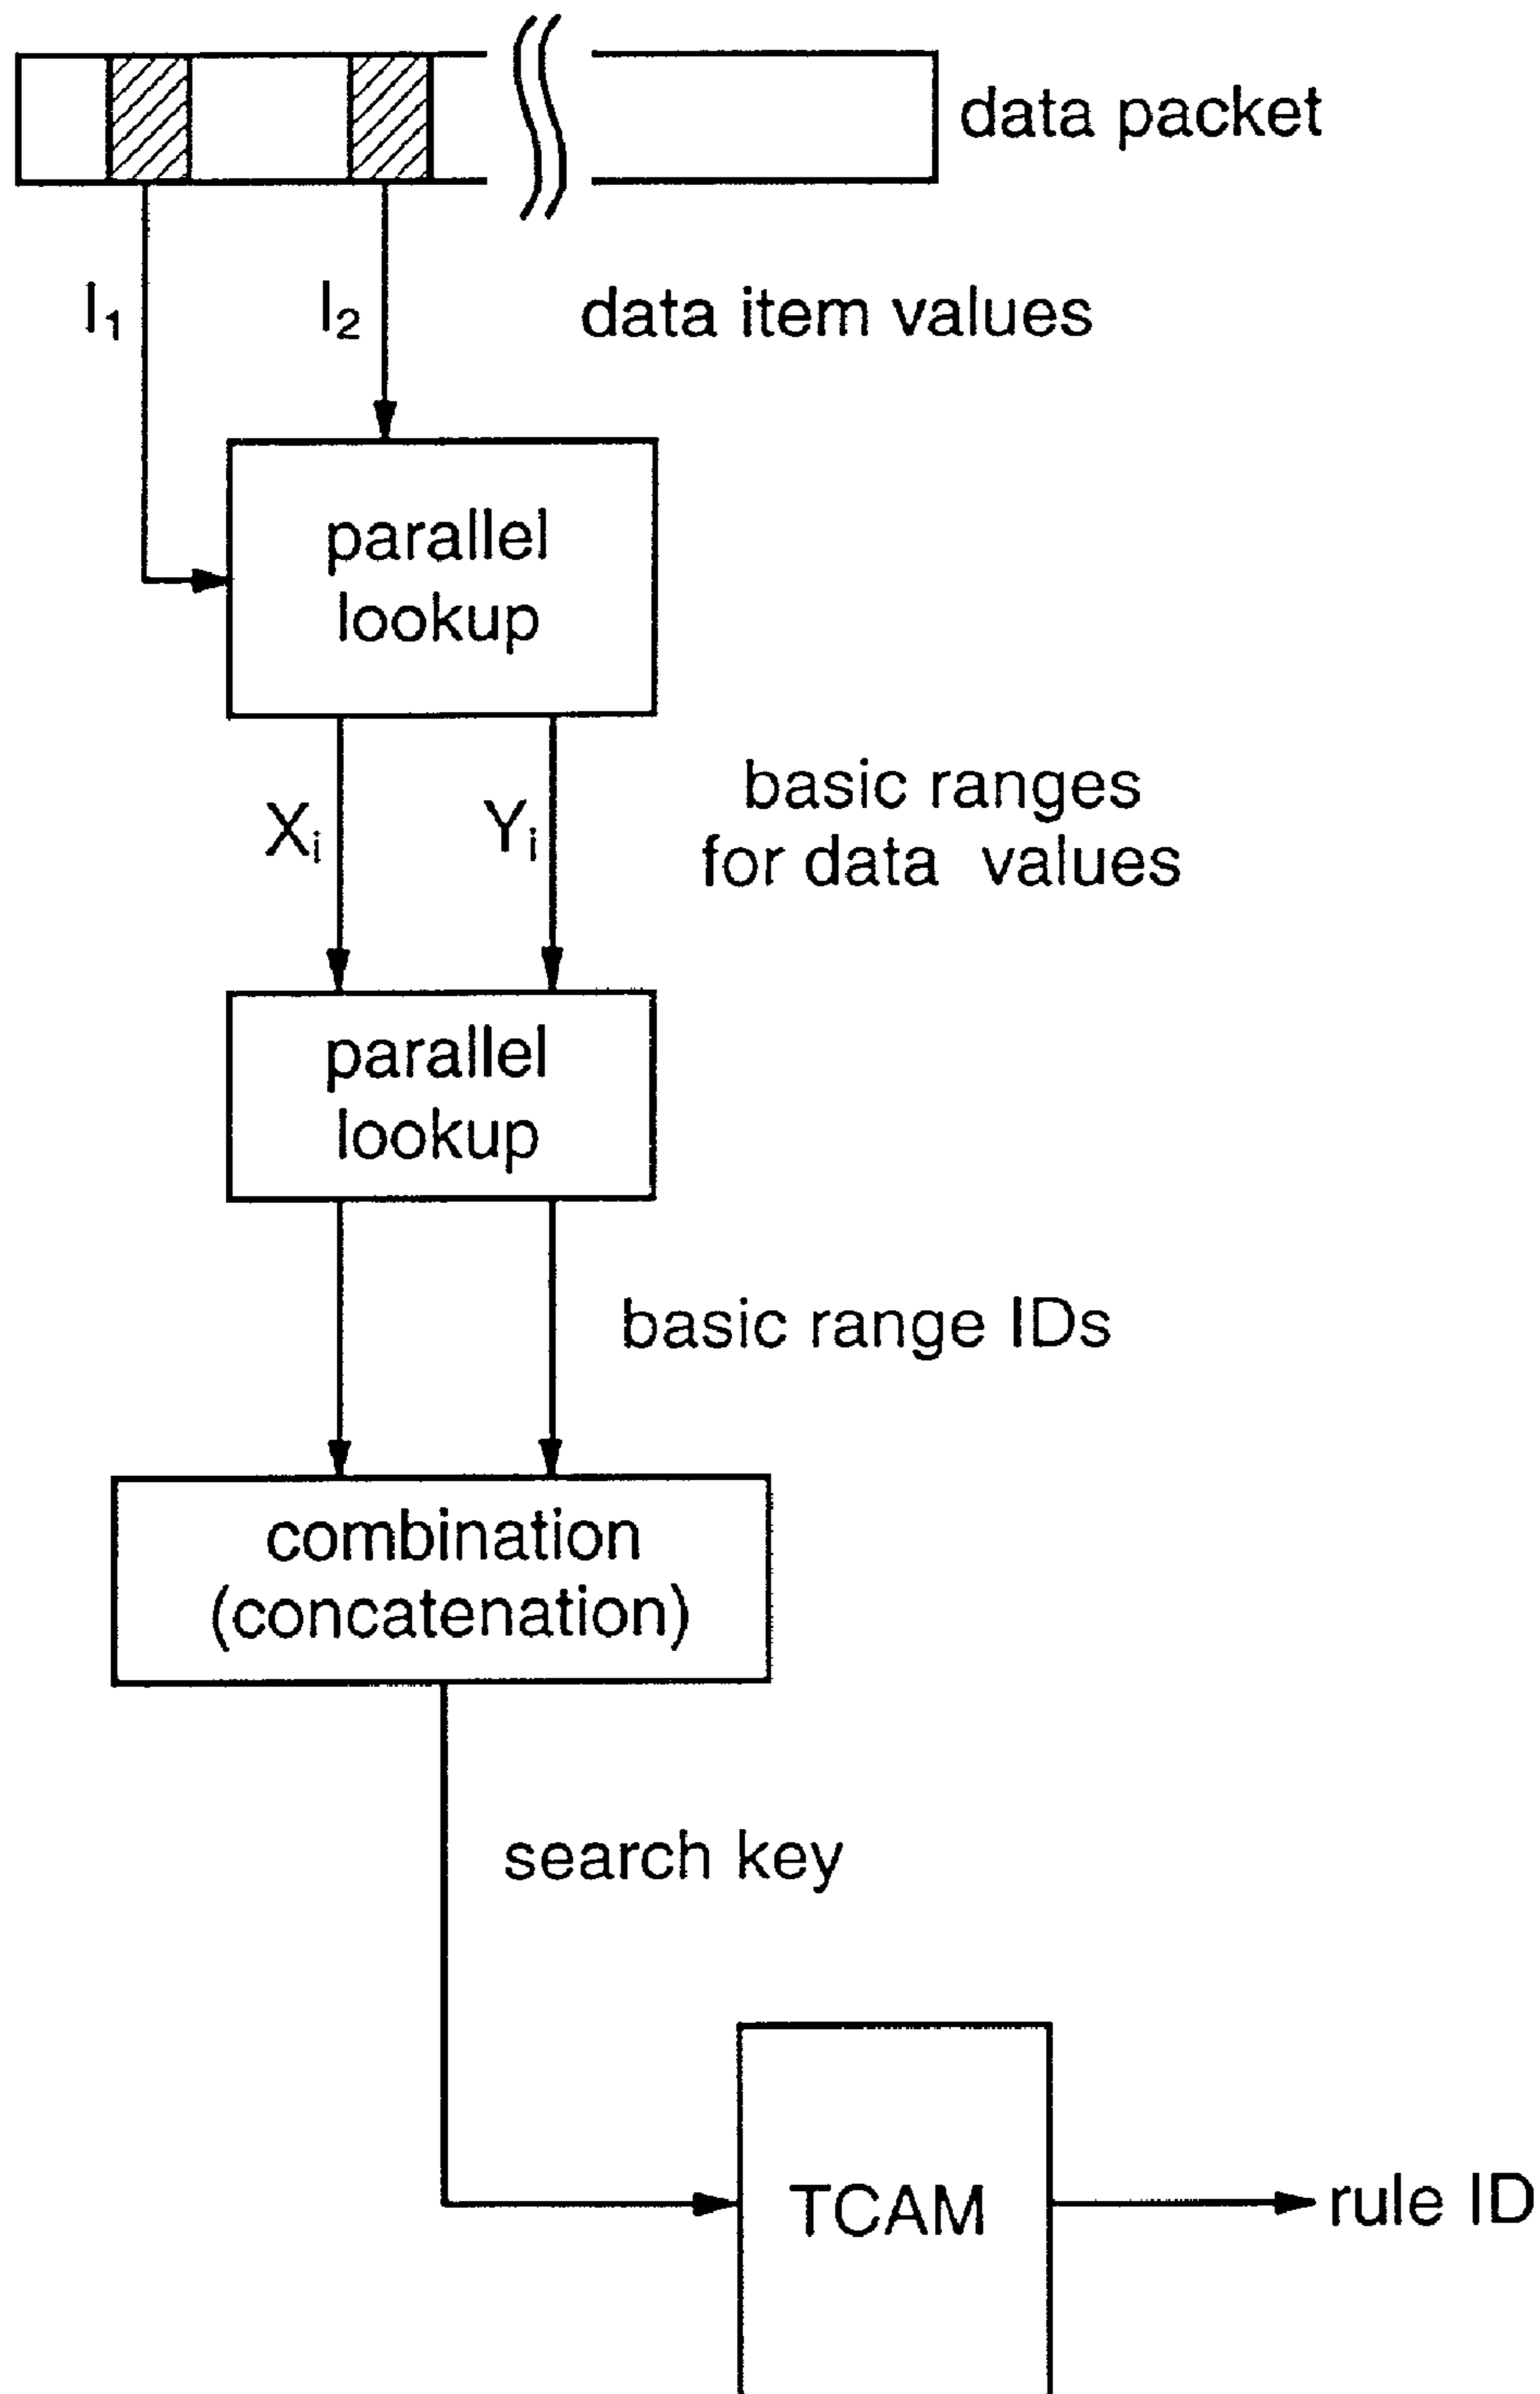 data packet
I₁
I₂
data item values
parallel
lookup
Xᵢ
Yᵢ
basic ranges
for data values
parallel
lookup
basic range IDs
combination
(concatenation)
search key
TCAM
rule ID